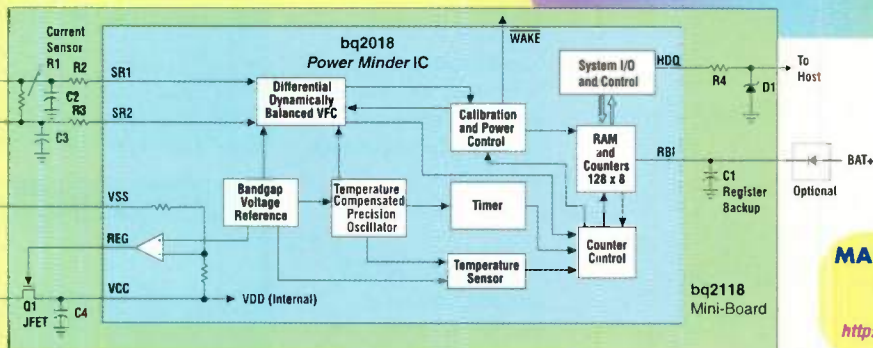 Current
Sensor
R1
R2
SR1
C2
R3
SR2
C3
VSS
REG
VCC
Q1
JFET
C4
VDD (Internal)
bq2018
Power Minder IC
WAKE
Differential
Dynamically
Balanced VFC
Calibration
and Power
Control
System I/O
and Control
HDQ
RAM
and
Counters
128 x 8
RBI
Bandgap
Voltage
Reference
Temperature
Compensated
Precision
Oscillator
Timer
Temperature
Sensor
Counter
Control
R4
D1
To
Host
C1
Register
Backup
BAT+
Optional
bq2118
Mini-Board
MA
http: